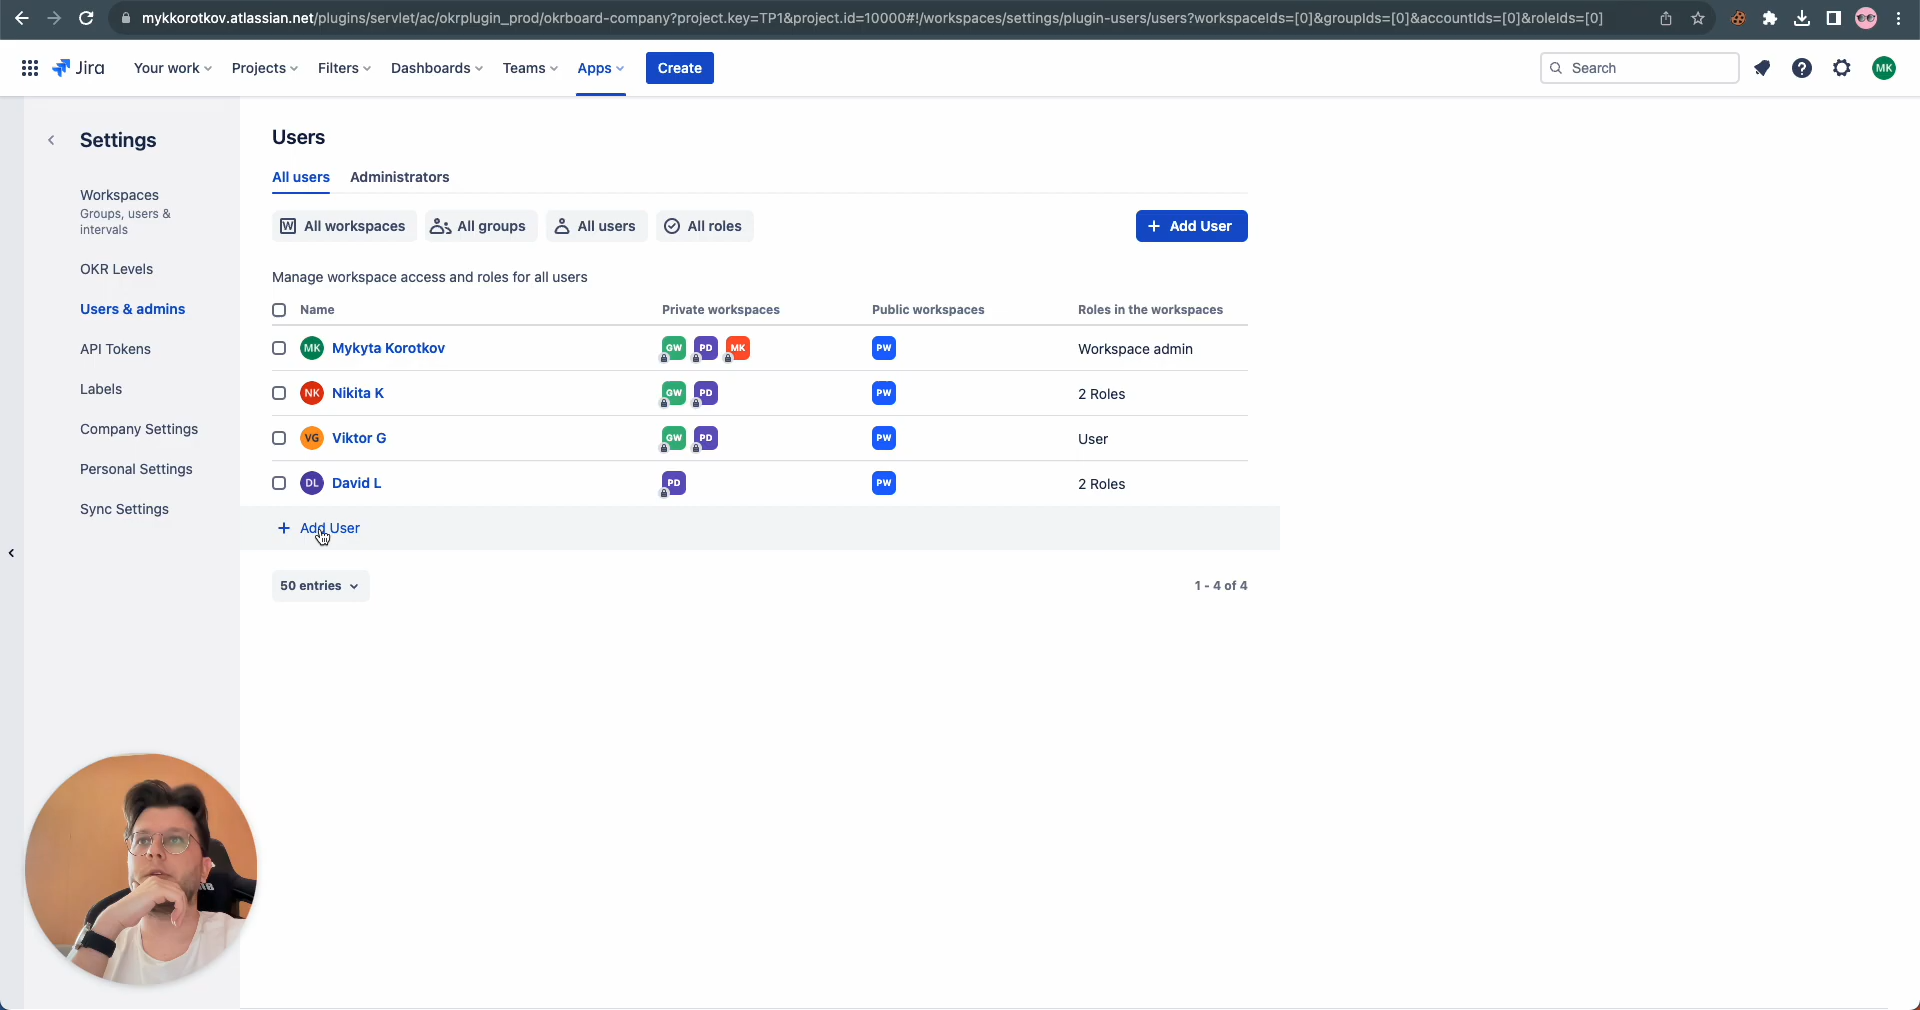 mykkorotkov.atlassian.net/plugins/servlet/ac/okrplugin_prod/okrboard-company?project.key=TP1&project.id=10000#!/workspaces/settings/plugin-users/users?workspaceIds=[0]&groupIds=[0]&accountIds=[0]&roleIds=[0]
Jira
Your work
Projects
Filters
Dashboards
Teams
Apps
Create
Search
MK
Settings
Workspaces
Groups, users &
intervals
OKR Levels
Users & admins
API Tokens
Labels
Company Settings
Personal Settings
Sync Settings
Users
All users
Administrators
W All workspaces
All groups
All users
All roles
+ Add User
Manage workspace access and roles for all users
Name Private workspaces Public workspaces Roles in the workspaces
MK Mykyta Korotkov GW PD MK PW Workspace admin
NK Nikita K GW PD PW 2 Roles
VG Viktor G GW PD PW User
DL David L PD PW 2 Roles
+ Add User
50 entries
1 - 4 of 4